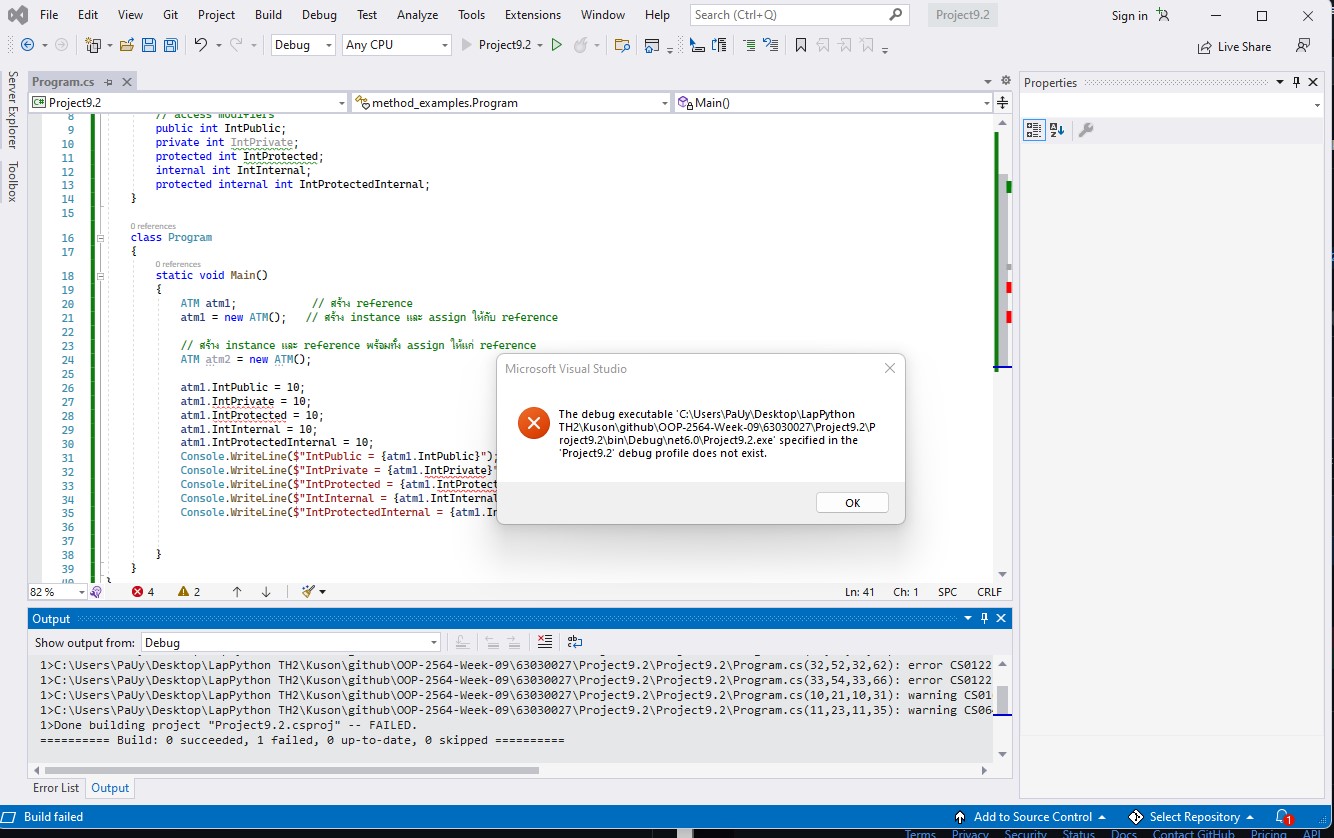 File Edit View Git Project Build Debug Test Analyze Tools Extensions Window Help Search (Ctrl+Q) Project9.2 Sign in
Debug Any CPU Project9.2 Live Share
Server Explorer
Toolbox
Program.cs
Project9.2 method_examples.Program Main()
8 // access modifiers
9 public int IntPublic;
10 private int IntPrivate;
11 protected int IntProtected;
12 internal int IntInternal;
13 protected internal int IntProtectedInternal;
14 }
15
0 references
16 class Program
17 {
0 references
18 static void Main()
19 {
20 ATM atm1; // สร้าง reference
21 atm1 = new ATM(); // สร้าง instance และ assign ให้กับ reference
22
23 // สร้าง instance และ reference พร้อมทั้ง assign ให้แก่ reference
24 ATM atm2 = new ATM();
25
26 atm1.IntPublic = 10;
27 atm1.IntPrivate = 10;
28 atm1.IntProtected = 10;
29 atm1.IntInternal = 10;
30 atm1.IntProtectedInternal = 10;
31 Console.WriteLine($"IntPublic = {atm1.IntPublic}");
32 Console.WriteLine($"IntPrivate = {atm1.IntPrivate}"
33 Console.WriteLine($"IntProtected = {atm1.IntProtect
34 Console.WriteLine($"IntInternal = {atm1.IntInternal
35 Console.WriteLine($"IntProtectedInternal = {atm1.In
36
37
38 }
39 }
40 }
Microsoft Visual Studio
The debug executable 'C:\Users\PaUy\Desktop\LapPython
TH2\Kuson\github\OOP-2564-Week-09\63030027\Project9.2\P
roject9.2\bin\Debug\net6.0\Project9.2.exe' specified in the
'Project9.2' debug profile does not exist.
OK
Properties
82 % 4 2 Ln: 41 Ch: 1 SPC CRLF
Output
Show output from: Debug
1>C:\Users\PaUy\Desktop\LapPython TH2\Kuson\github\OOP-2564-Week-09\63030027\Project9.2\Project9.2\Program.cs(32,52,32,62): error CS0122
1>C:\Users\PaUy\Desktop\LapPython TH2\Kuson\github\OOP-2564-Week-09\63030027\Project9.2\Project9.2\Program.cs(33,54,33,66): error CS0122
1>C:\Users\PaUy\Desktop\LapPython TH2\Kuson\github\OOP-2564-Week-09\63030027\Project9.2\Project9.2\Program.cs(10,21,10,31): warning CS01
1>C:\Users\PaUy\Desktop\LapPython TH2\Kuson\github\OOP-2564-Week-09\63030027\Project9.2\Project9.2\Program.cs(11,23,11,35): warning CS06
1>Done building project "Project9.2.csproj" -- FAILED.
========== Build: 0 succeeded, 1 failed, 0 up-to-date, 0 skipped ==========
Error List Output
Build failed Add to Source Control Select Repository 1
Terms Privacy Security Status Docs Contact GitHub Pricing API